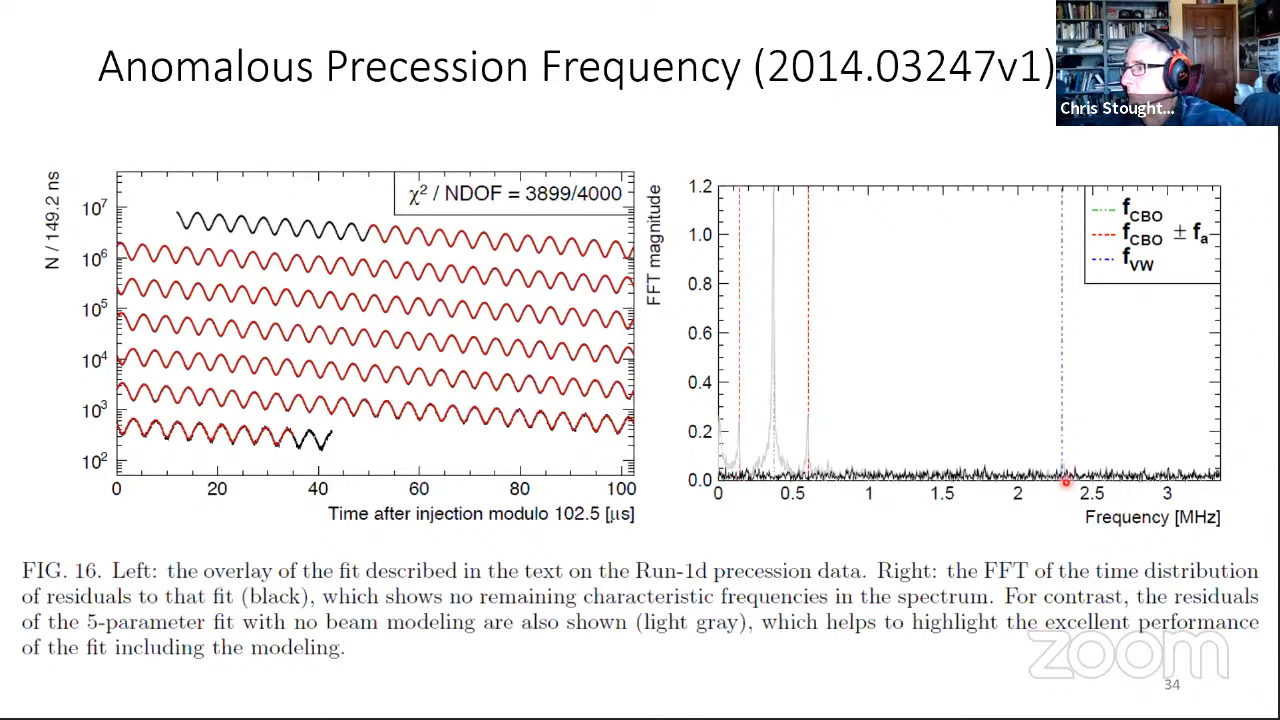 Anomalous Precession Frequency (2014.03247v1)
Chris Stought...
χ² / NDOF = 3899/4000
N / 149.2 ns
10⁷
10⁶
10⁵
10⁴
10³
10²
0 20 40 60 80 100
Time after injection modulo 102.5 [μs]
FFT magnitude
1.2
1.0
0.8
0.6
0.4
0.2
0.0
f_CBO
f_CBO ± f_a
f_VW
0 0.5 1 1.5 2 2.5 3
Frequency [MHz]
FIG. 16. Left: the overlay of the fit described in the text on the Run-1d precession data. Right: the FFT of the time distribution
of residuals to that fit (black), which shows no remaining characteristic frequencies in the spectrum. For contrast, the residuals
of the 5-parameter fit with no beam modeling are also shown (light gray), which helps to highlight the excellent performance
of the fit including the modeling.
zoom
34